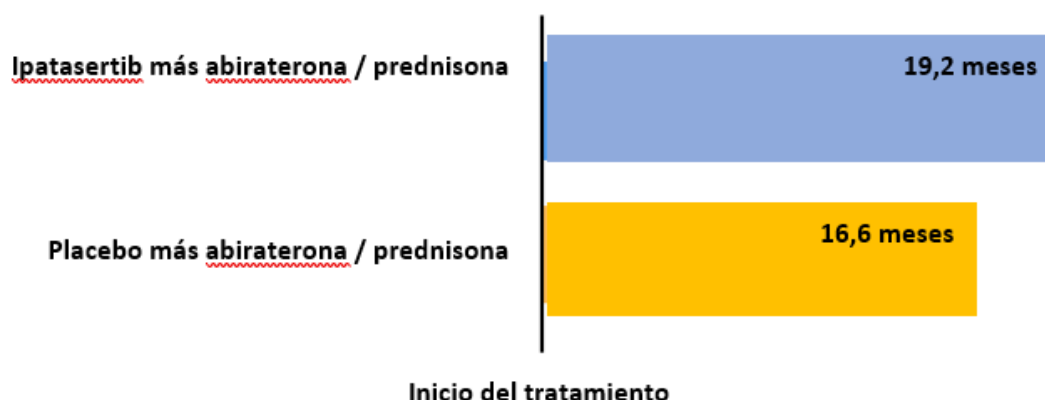 Ipatasertib más abiraterona / prednisona
19,2 meses
Placebo más abiraterona / prednisona
16,6 meses
Inicio del tratamiento